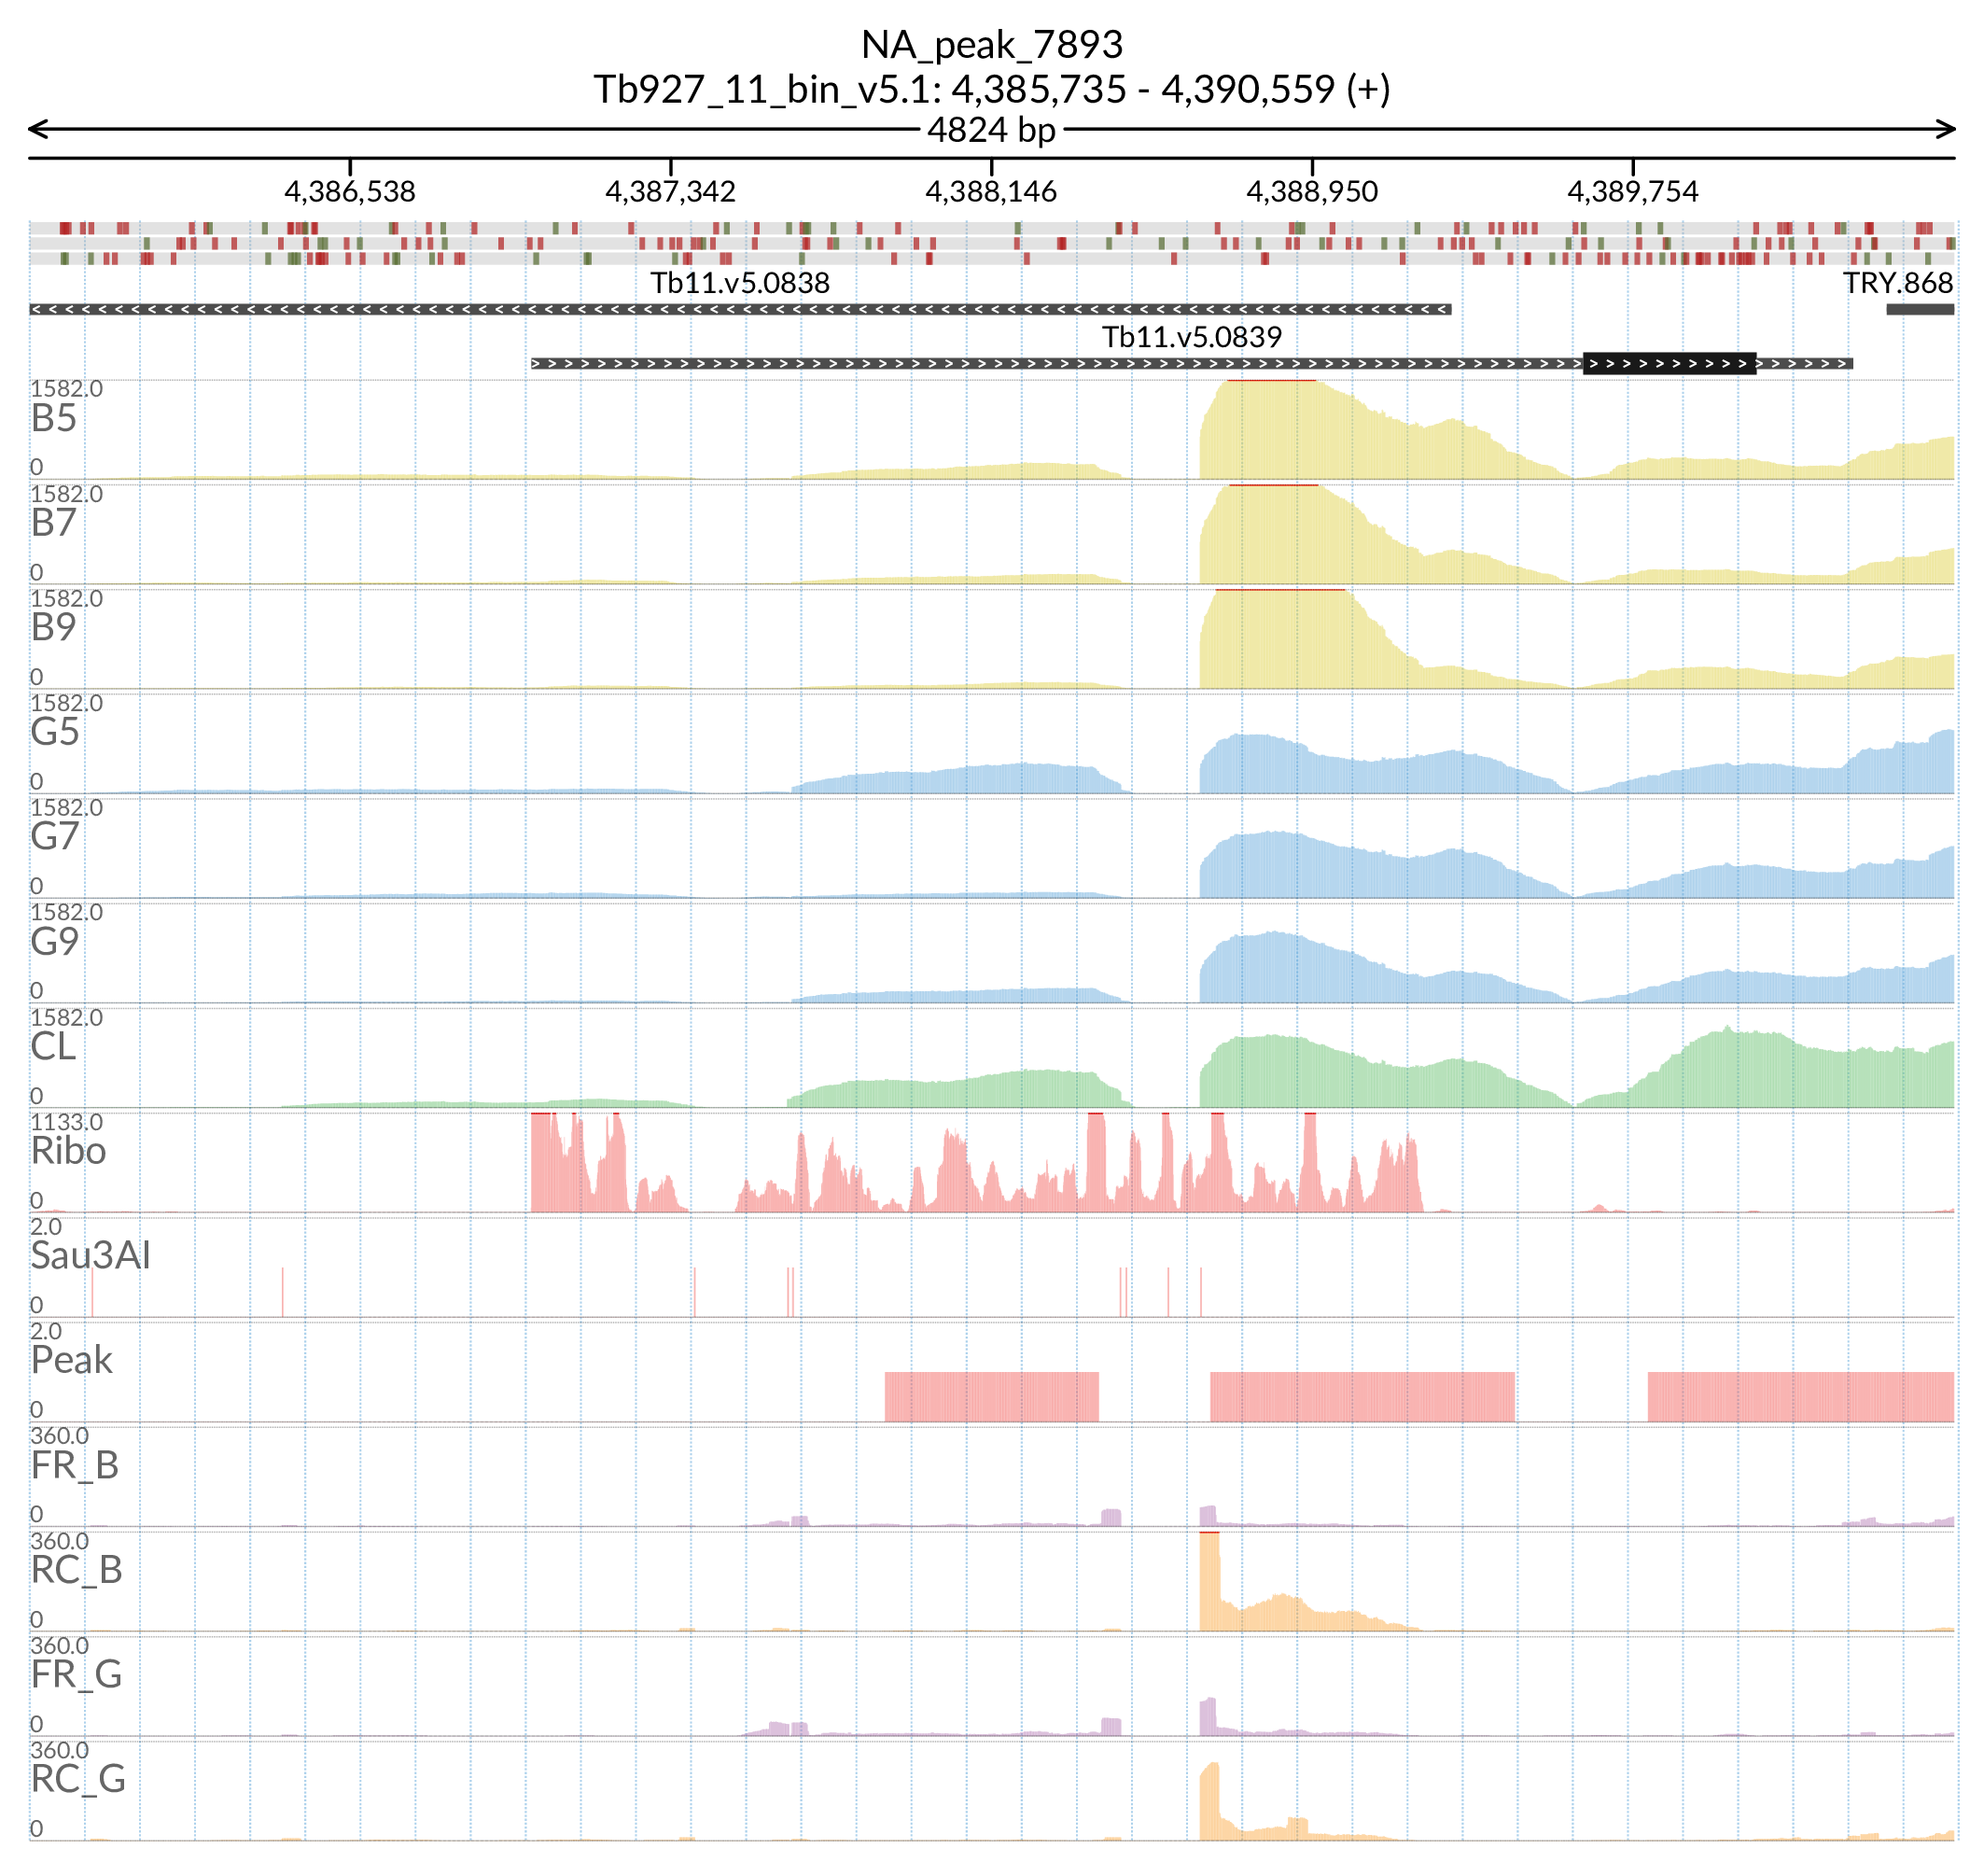 NA_peak_7893
Tb927_11_bin_v5.1: 4,385,735 - 4,390,559 (+)
4824 bp
4,386,538 4,387,342 4,388,146 4,388,950 4,389,754
Tb11.v5.0838 TRY.868
Tb11.v5.0839
1582.0
B5
0
1582.0
B7
0
1582.0
B9
0
1582.0
G5
0
1582.0
G7
0
1582.0
G9
0
1582.0
CL
0
1133.0
Ribo
0
2.0
Sau3AI
0
2.0
Peak
0
360.0
FR_B
0
360.0
RC_B
0
360.0
FR_G
0
360.0
RC_G
0